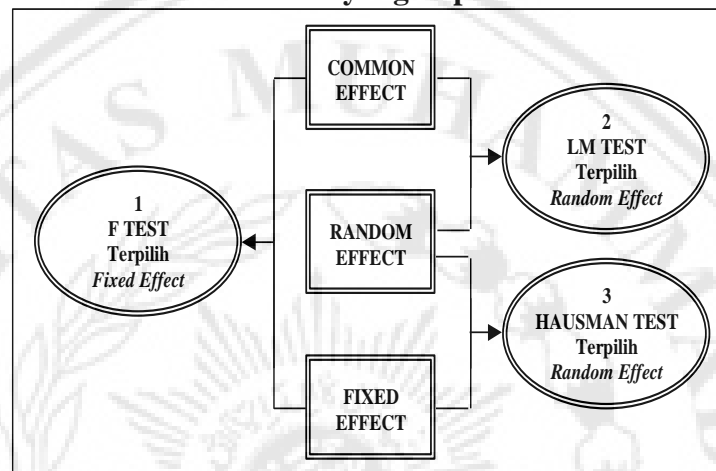 COMMON
EFFECT
1
F TEST
Terpilih
Fixed Effect
RANDOM
EFFECT
2
LM TEST
Terpilih
Random Effect
3
HAUSMAN TEST
Terpilih
Random Effect
FIXED
EFFECT